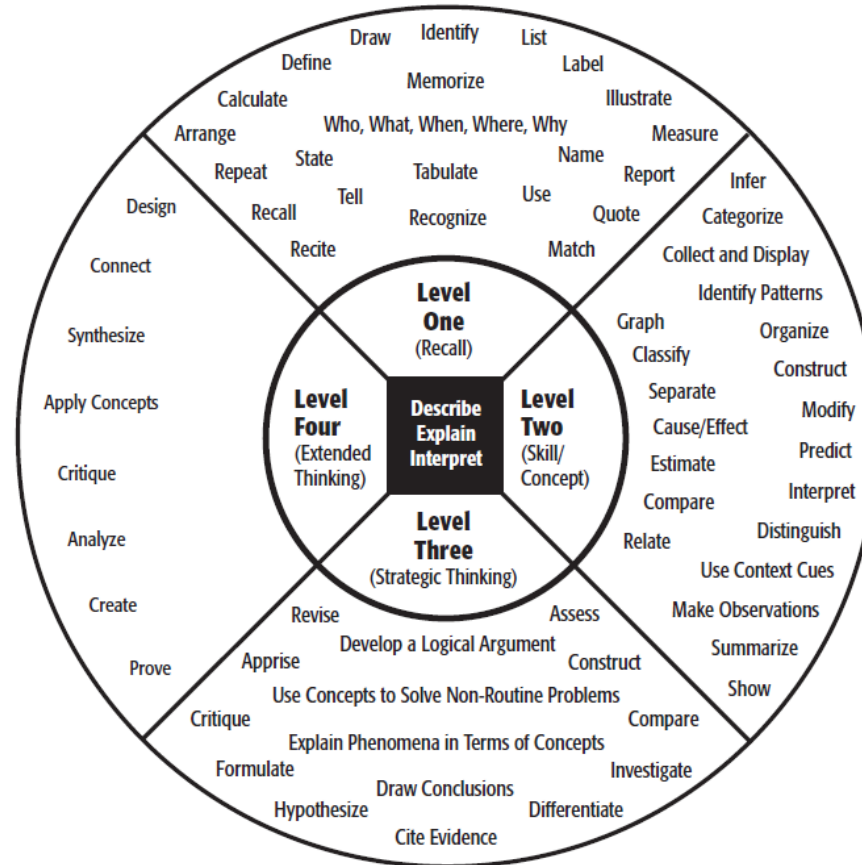 Draw
Identify
List
Define
Memorize
Label
Calculate
Illustrate
Arrange
Who, What, When, Where, Why
Measure
Repeat
State
Tabulate
Name
Report
Recall
Tell
Recognize
Use
Quote
Recite
Match
Level
One
(Recall)
Infer
Categorize
Collect and Display
Identify Patterns
Graph
Organize
Classify
Construct
Separate
Modify
Cause/Effect
Predict
Estimate
Interpret
Compare
Distinguish
Relate
Use Context Cues
Make Observations
Summarize
Show
Level
Two
(Skill/
Concept)
Describe
Explain
Interpret
Level
Four
(Extended
Thinking)
Design
Connect
Synthesize
Apply Concepts
Critique
Analyze
Create
Prove
Level
Three
(Strategic Thinking)
Revise
Assess
Develop a Logical Argument
Apprise
Construct
Use Concepts to Solve Non-Routine Problems
Critique
Compare
Explain Phenomena in Terms of Concepts
Formulate
Investigate
Draw Conclusions
Hypothesize
Differentiate
Cite Evidence